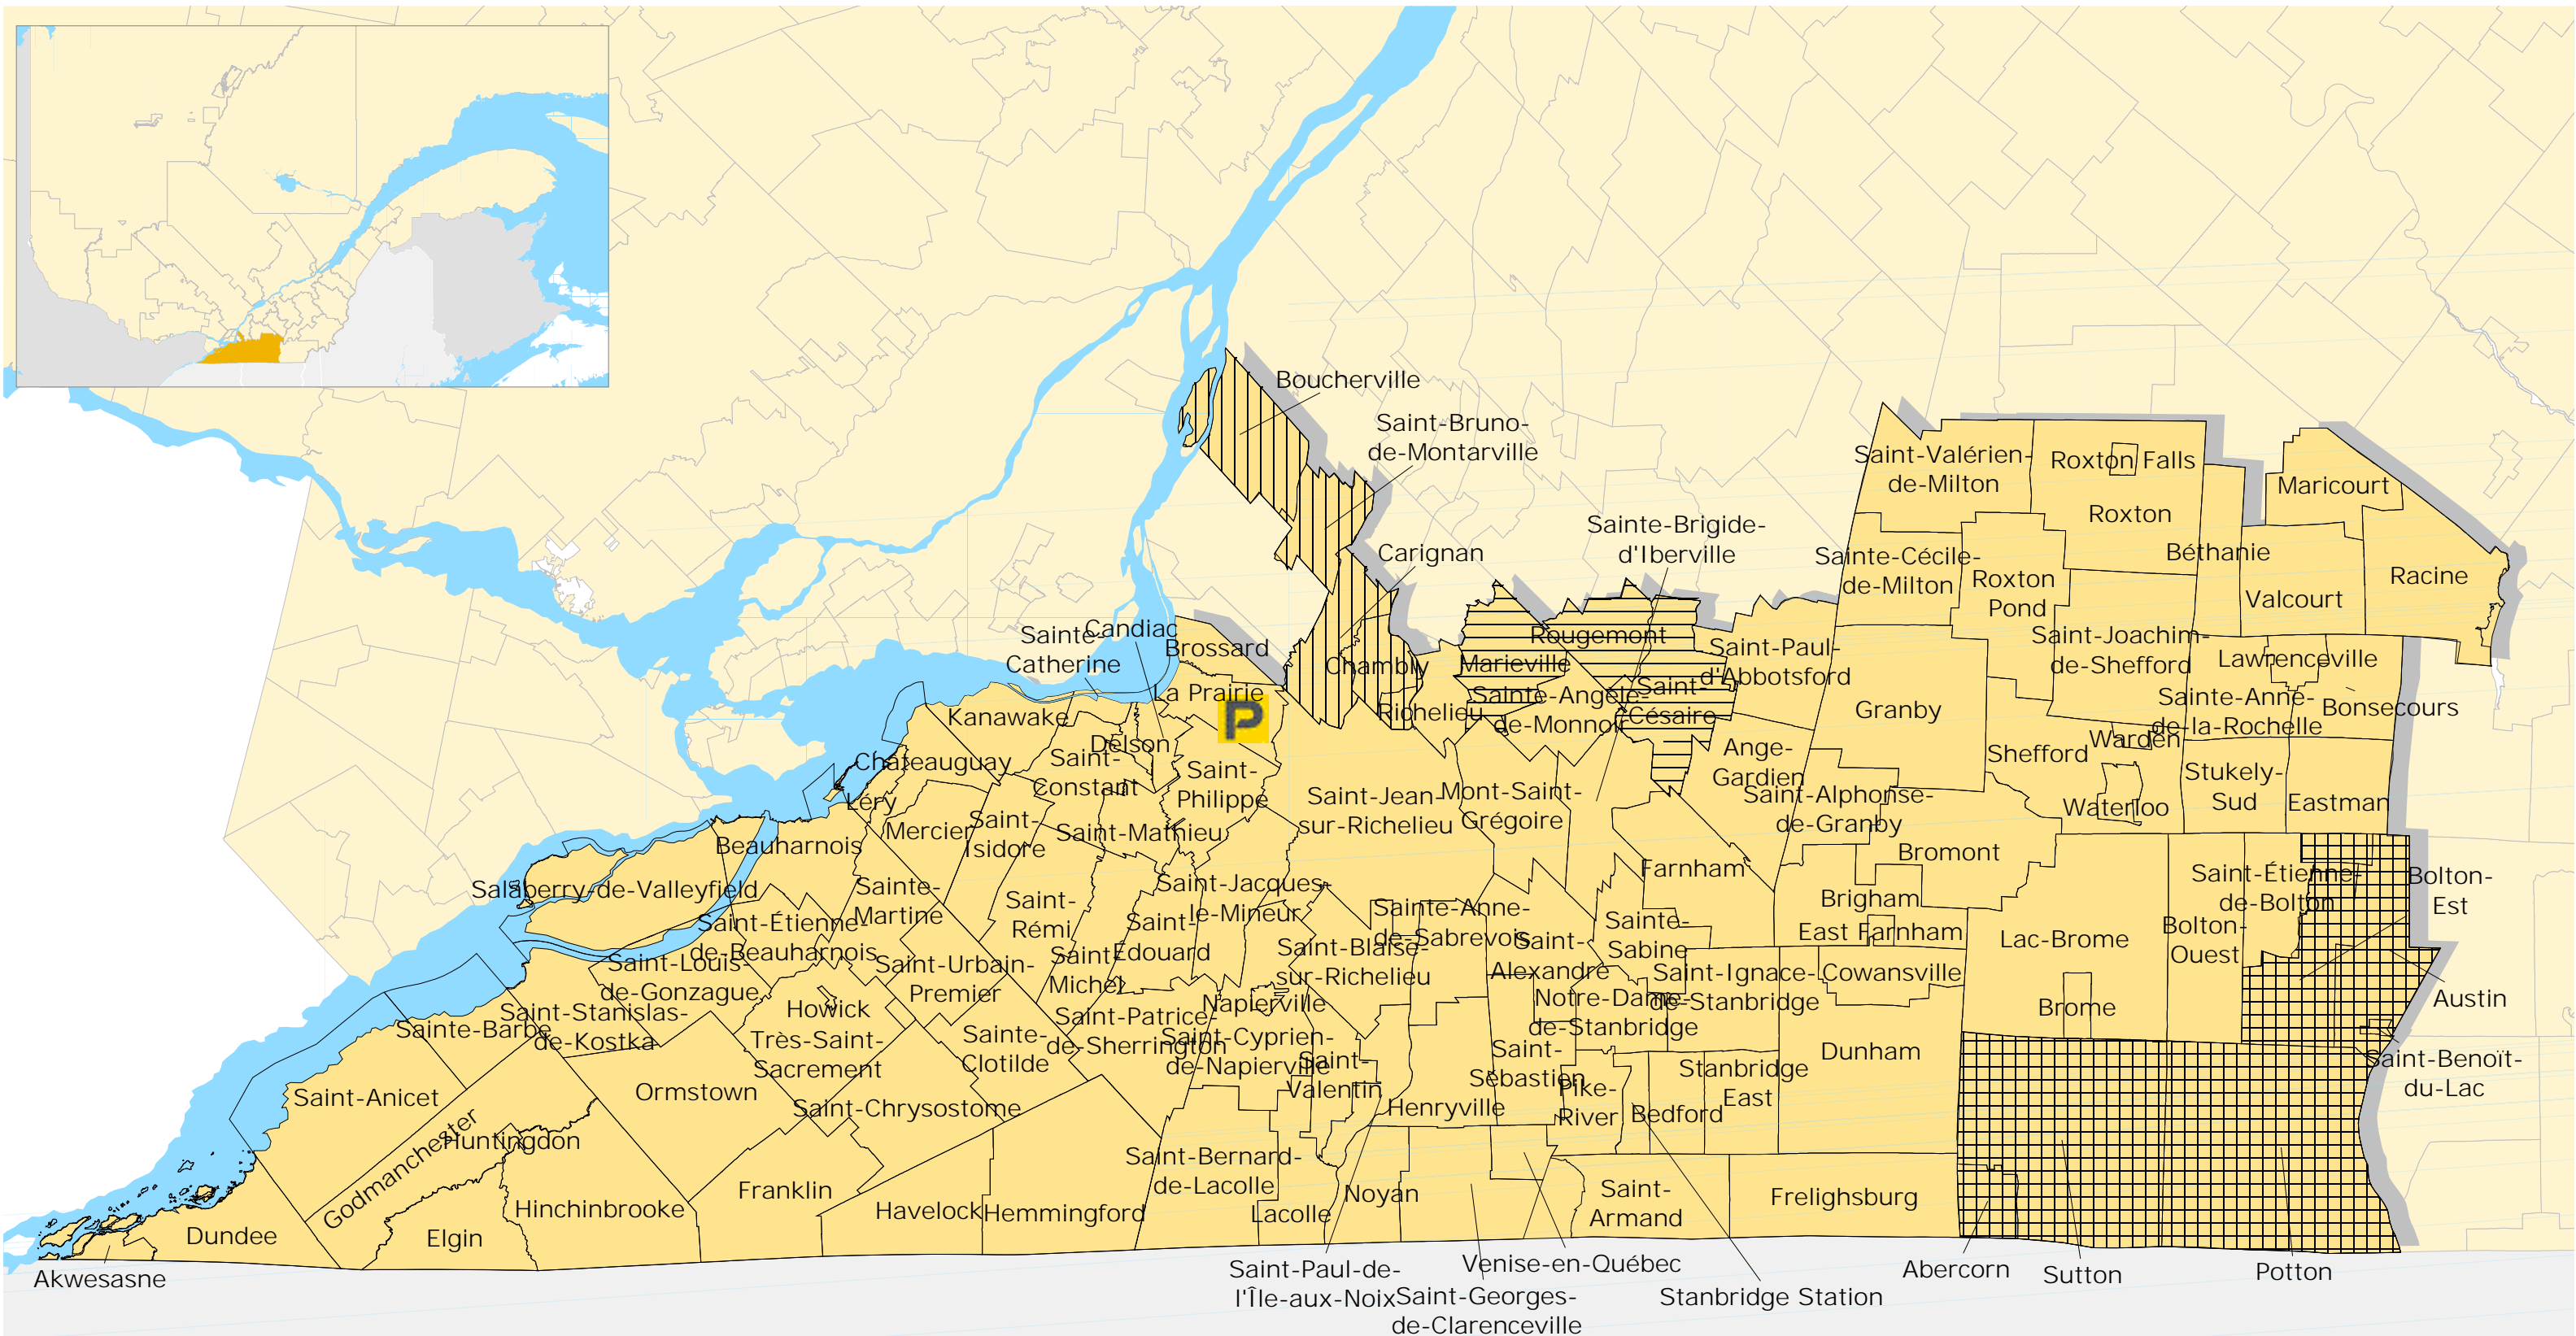 Boucherville
Saint-Bruno-
de-Montarville
Carignan
Sainte-Brigide-
d'Iberville
Saint-Valérien-
de-Milton
Roxton Falls
Roxton
Maricourt
Béthanie
Racine
Sainte-Cécile-
de-Milton
Roxton
Pond
Valcourt
Sainte-
Catherine
Candiac
Brossard
Chambly
Rougemont
Marieville
Saint-Paul-
d'Abbotsford
Saint-Joachim-
de-Shefford
Lawrenceville
La Prairie
P
Richelieu
Sainte-Angèle-
de-Monnoir
Saint-
Césaire
Granby
Sainte-Anne-
de-la-Rochelle
Bonsecours
Kanawake
Delson
Châteauguay
Saint-
Constant
Saint-
Philippe
Ange-
Gardien
Shefford
Warden
Stukely-
Sud
Eastman
Léry
Mercier
Saint-
Isidore
Saint-Mathieu
Saint-Jean-
sur-Richelieu
Mont-Saint-
Grégoire
Saint-Alphonse-
de-Granby
Waterloo
Beauharnois
Bromont
Farnham
Salaberry-de-Valleyfield
Sainte-
Martine
Saint-
Rémi
Saint-Jacques-
le-Mineur
Brigham
Saint-Étienne-
de-Bolton
Bolton-
Est
Saint-Étienne-
de-Beauharnois
Saint-
Édouard
Sainte-Anne-
de-Sabrevois
Sainte-
Sabine
East Farnham
Lac-Brome
Bolton-
Ouest
Saint-Louis-
de-Gonzague
Saint-Urbain-
Premier
Saint-
Michel
Saint-Blaise-
sur-Richelieu
Saint-
Alexandre
Saint-Ignace-
de-Stanbridge
Cowansville
Austin
Saint-Stanislas-
de-Kostka
Howick
Napierville
Notre-Dame-
de-Stanbridge
Brome
Sainte-Barbe
Très-Saint-
Sacrement
Sainte-
Clotilde
Saint-Patrice-
de-Sherrington
Saint-Cyprien-
de-Napierville
Saint-
Valentin
Saint-
Sébastien
Dunham
Saint-Benoït-
du-Lac
Saint-Anicet
Ormstown
Saint-Chrysostome
Henryville
Pike-
River
Bedford
Stanbridge
East
Godmanchester
Huntingdon
Saint-Bernard-
de-Lacolle
Franklin
Hinchinbrooke
Havelock
Hemmingford
Lacolle
Noyan
Saint-
Armand
Frelighsburg
Dundee
Elgin
Akwesasne
Saint-Paul-de-
l'Île-aux-Noix
Venise-en-Québec
Saint-Georges-
de-Clarenceville
Stanbridge Station
Abercorn
Sutton
Potton